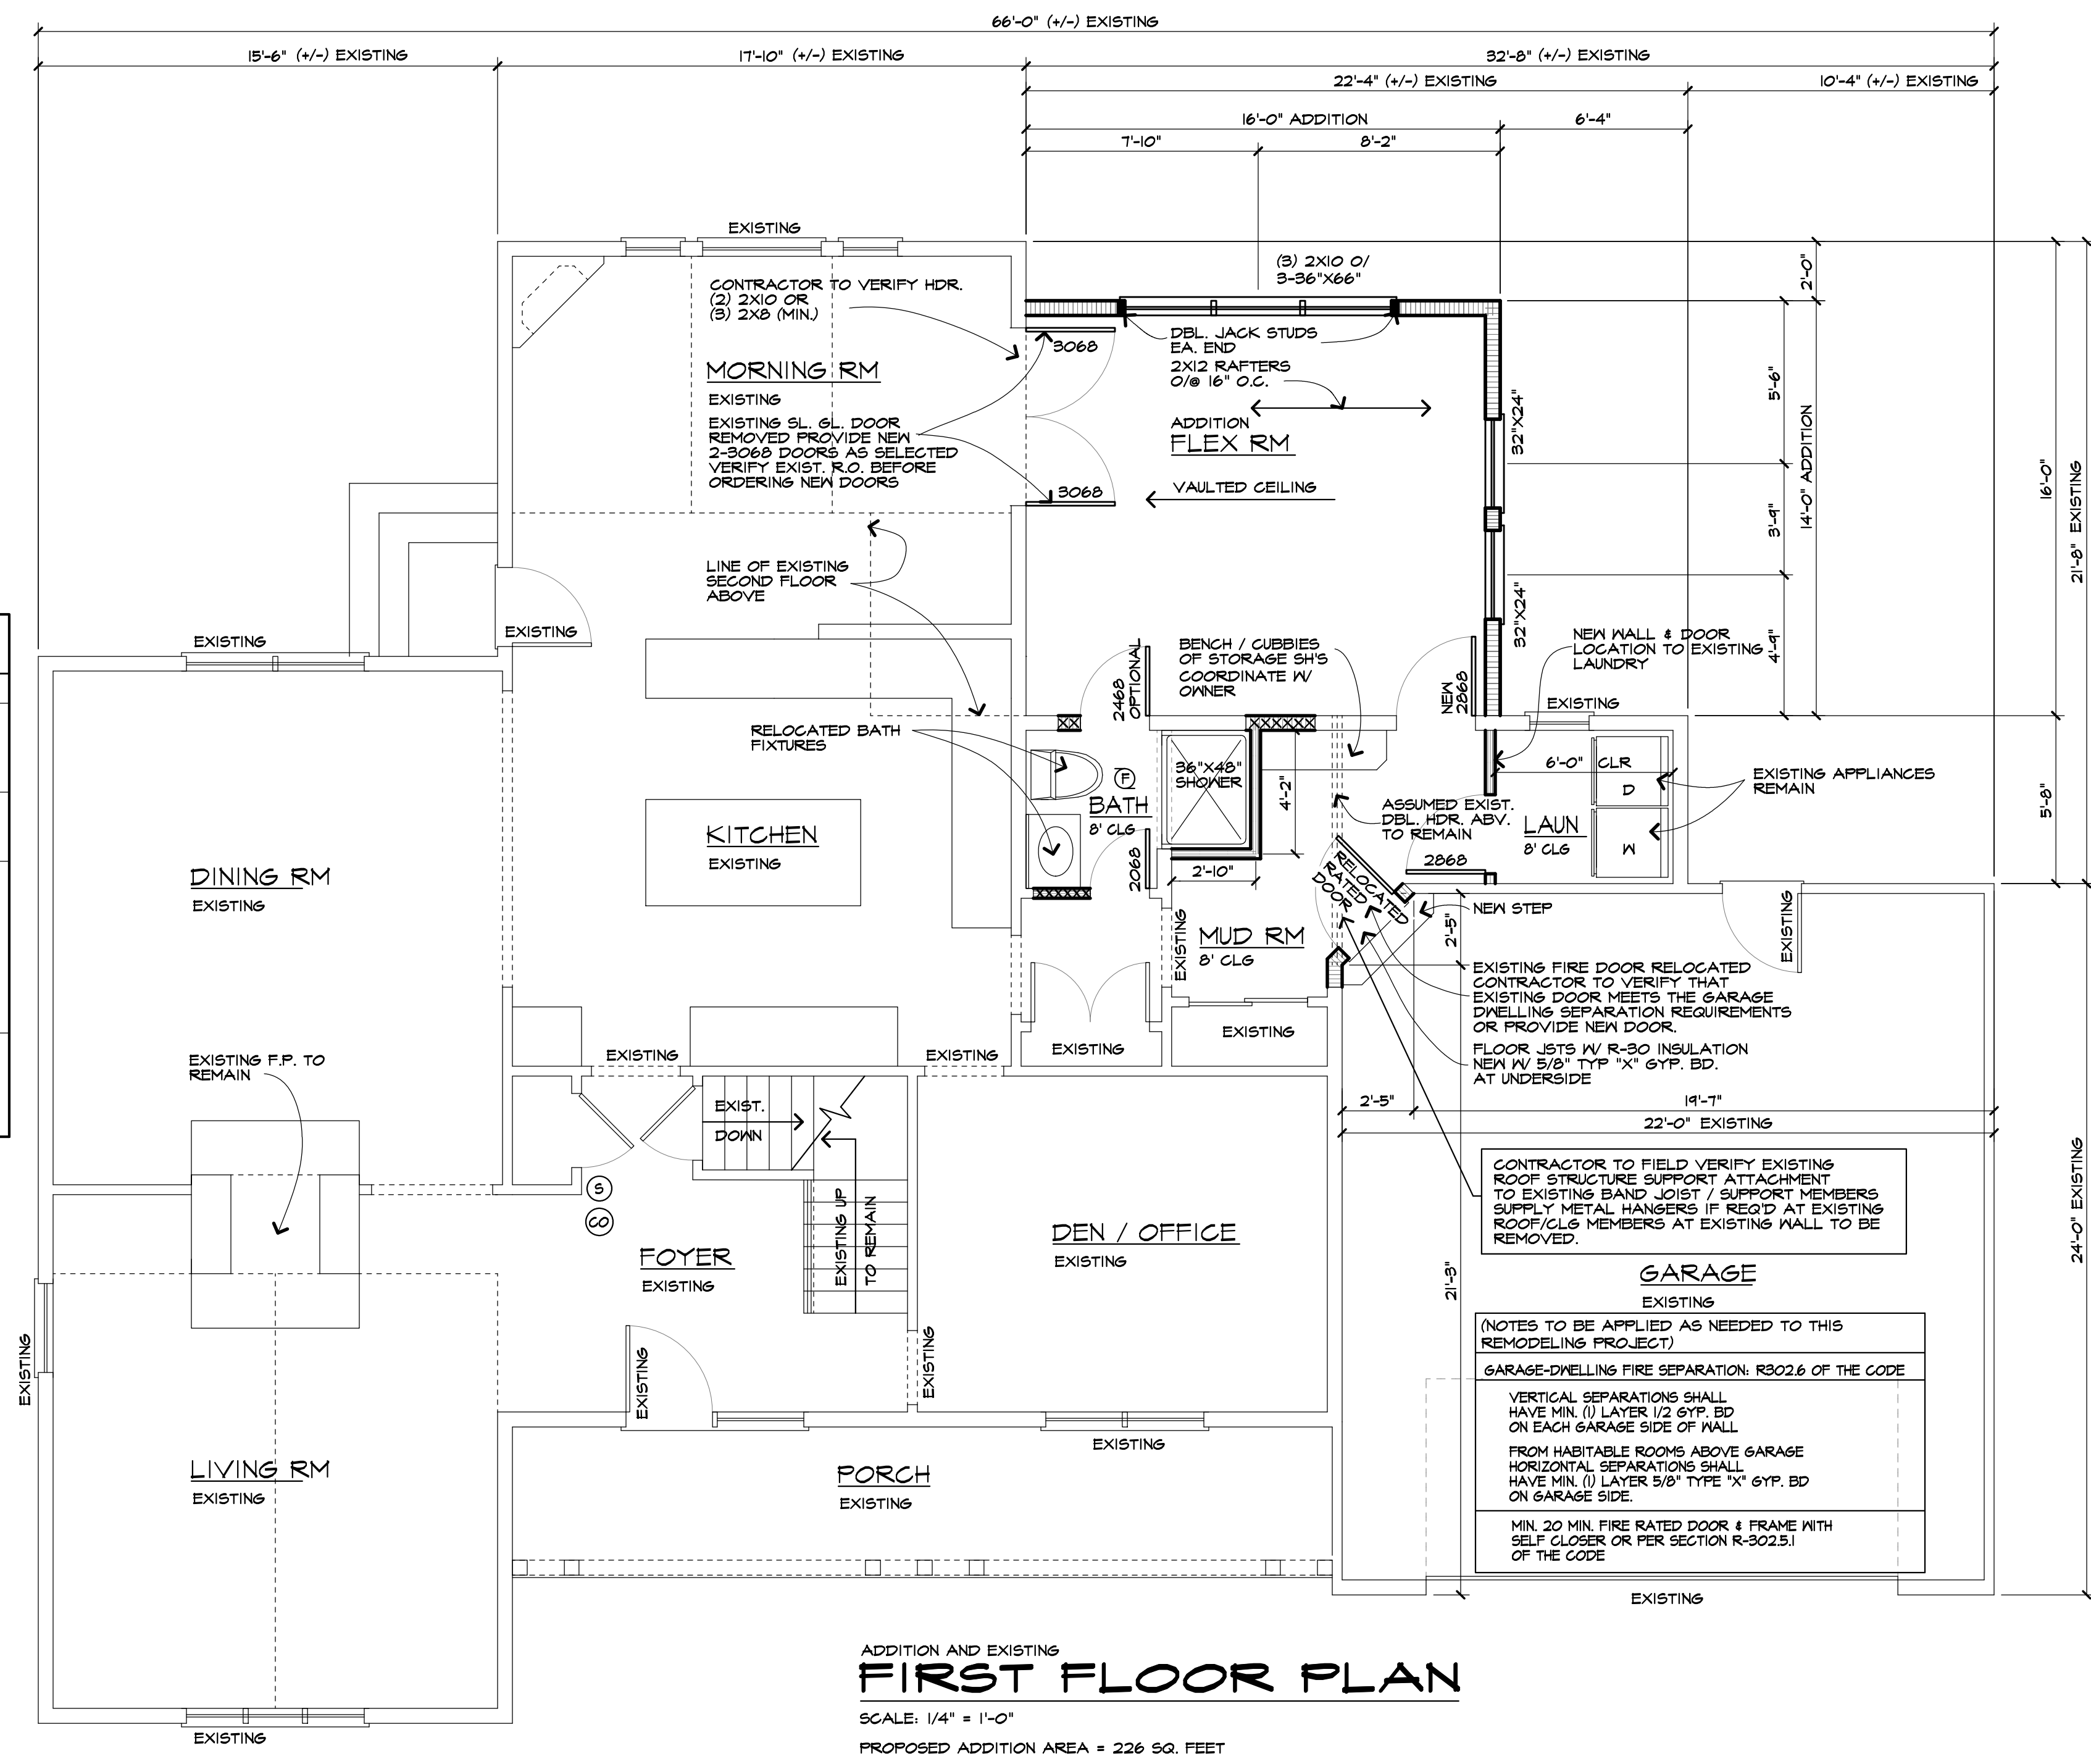 66'-0" (+/-) EXISTING
15'-6" (+/-) EXISTING
17'-10" (+/-) EXISTING
32'-8" (+/-) EXISTING
22'-4" (+/-) EXISTING
10'-4" (+/-) EXISTING
16'-0" ADDITION
6'-4"
7'-10"
8'-2"
EXISTING
(3) 2X10 O/
3-36"X66"
2'-0"
CONTRACTOR TO VERIFY HDR.
(2) 2X10 OR
(3) 2X8 (MIN.)
3068
DBL. JACK STUDS
EA. END
2X12 RAFTERS
O/@ 16" O.C.
MORNING RM
EXISTING
EXISTING SL. GL. DOOR
REMOVED PROVIDE NEW
2-3068 DOORS AS SELECTED
VERIFY EXIST. R.O. BEFORE
ORDERING NEW DOORS
ADDITION
FLEX RM
3068
VAULTED CEILING
32"X24"
5'-6"
14'-0" ADDITION
3'-9"
16'-0"
21'-8" EXISTING
LINE OF EXISTING
SECOND FLOOR
ABOVE
32"X24"
4'-9"
EXISTING
EXISTING
2468
OPTIONAL
BENCH / CUBBIES
OF STORAGE SH'S
COORDINATE W/
OWNER
NEW
2868
NEW WALL & DOOR
LOCATION TO EXISTING
LAUNDRY
EXISTING
RELOCATED BATH
FIXTURES
F
BATH
8' CLG
36"X48"
SHOWER
4'-2"
6'-0" CLR
D
W
EXISTING APPLIANCES
REMAIN
5'-8"
ASSUMED EXIST.
DBL. HDR. ABV.
TO REMAIN
LAUN
8' CLG
2868
KITCHEN
EXISTING
DINING RM
EXISTING
2068
2'-10"
RELOCATED
RATED
DOOR
NEW STEP
2'-5"
EXISTING
EXISTING
MUD RM
8' CLG
EXISTING FIRE DOOR RELOCATED
CONTRACTOR TO VERIFY THAT
EXISTING DOOR MEETS THE GARAGE
DWELLING SEPARATION REQUIREMENTS
OR PROVIDE NEW DOOR.
FLOOR JSTS W/ R-30 INSULATION
NEW W/ 5/8" TYP "X" GYP. BD.
AT UNDERSIDE
EXISTING
EXISTING
EXISTING
EXISTING
EXISTING F.P. TO
REMAIN
2'-5"
19'-7"
22'-0" EXISTING
EXIST.
DOWN
S
CO
EXISTING UP
TO REMAIN
CONTRACTOR TO FIELD VERIFY EXISTING
ROOF STRUCTURE SUPPORT ATTACHMENT
TO EXISTING BAND JOIST / SUPPORT MEMBERS
SUPPLY METAL HANGERS IF REQ'D AT EXISTING
ROOF/CLG MEMBERS AT EXISTING WALL TO BE
REMOVED.
24'-0" EXISTING
21'-3"
FOYER
EXISTING
DEN / OFFICE
EXISTING
GARAGE
EXISTING
EXISTING
EXISTING
EXISTING
(NOTES TO BE APPLIED AS NEEDED TO THIS
REMODELING PROJECT)
GARAGE-DWELLING FIRE SEPARATION: R302.6 OF THE CODE
VERTICAL SEPARATIONS SHALL
HAVE MIN. (1) LAYER 1/2 GYP. BD
ON EACH GARAGE SIDE OF WALL
FROM HABITABLE ROOMS ABOVE GARAGE
HORIZONTAL SEPARATIONS SHALL
HAVE MIN. (1) LAYER 5/8" TYPE "X" GYP. BD
ON GARAGE SIDE.
MIN. 20 MIN. FIRE RATED DOOR & FRAME WITH
SELF CLOSER OR PER SECTION R-302.5.1
OF THE CODE
EXISTING
LIVING RM
EXISTING
PORCH
EXISTING
EXISTING
EXISTING
ADDITION AND EXISTING
FIRST FLOOR PLAN
SCALE: 1/4" = 1'-0"
PROPOSED ADDITION AREA = 226 SQ. FEET